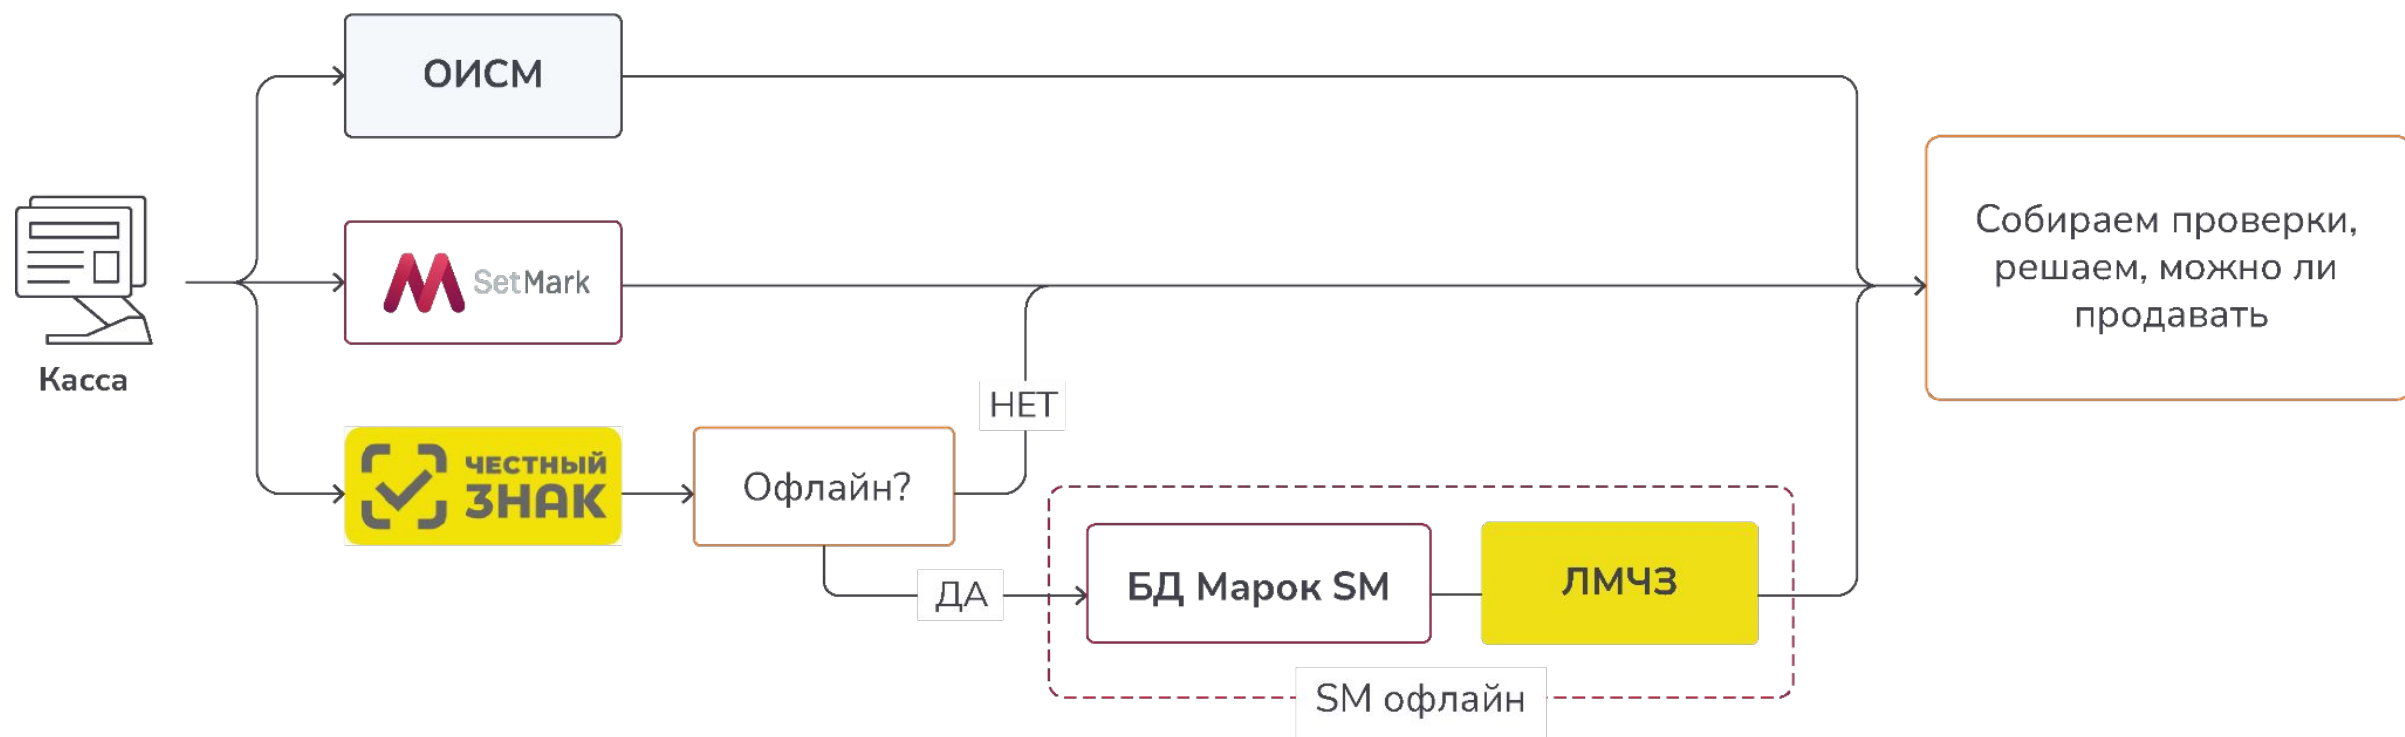 ОИСМ
SetMark
Касса
ЧЕСТНЫЙ
ЗНАК
Офлайн?
НЕТ
ДА
БД Марок SM
ЛМЧЗ
SM офлайн
Собираем проверки,
решаем, можно ли
продавать